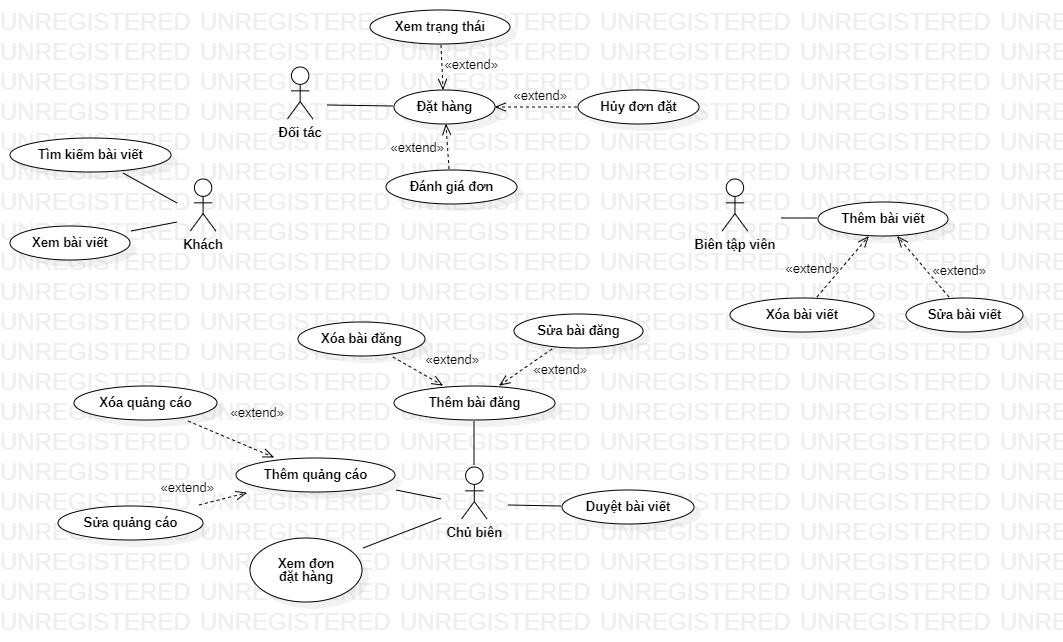 Xem trạng thái
«extend»
Đặt hàng
«extend»
Hủy đơn đặt
Đối tác
«extend»
Đánh giá đơn
Tìm kiếm bài viết
Xem bài viết
Khách
Biên tập viên
Thêm bài viết
«extend»
«extend»
Xóa bài viết
Sửa bài viết
Xóa bài đăng
Sửa bài đăng
«extend»
«extend»
Thêm bài đăng
Xóa quảng cáo
«extend»
Thêm quảng cáo
«extend»
Sửa quảng cáo
Chủ biên
Duyệt bài viết
Xem đơn
đặt hàng
UNREGISTERED UNREGISTERED UNREGISTERED UNREGISTERED UNREGISTERED UNRE